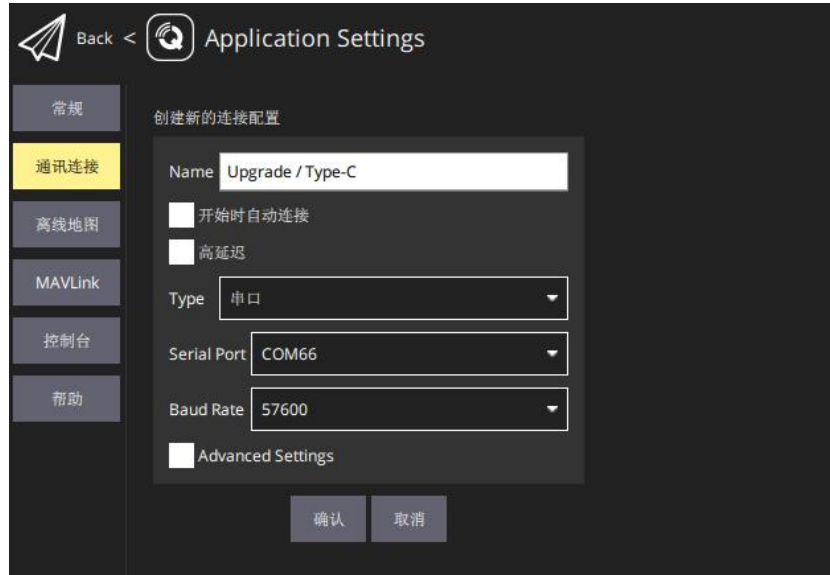 Back < Application Settings
常规
通讯连接
离线地图
MAVLink
控制台
帮助
创建新的连接配置
Name Upgrade / Type-C
开始时自动连接
高延迟
Type 串口
Serial Port COM66
Baud Rate 57600
Advanced Settings
确认 取消